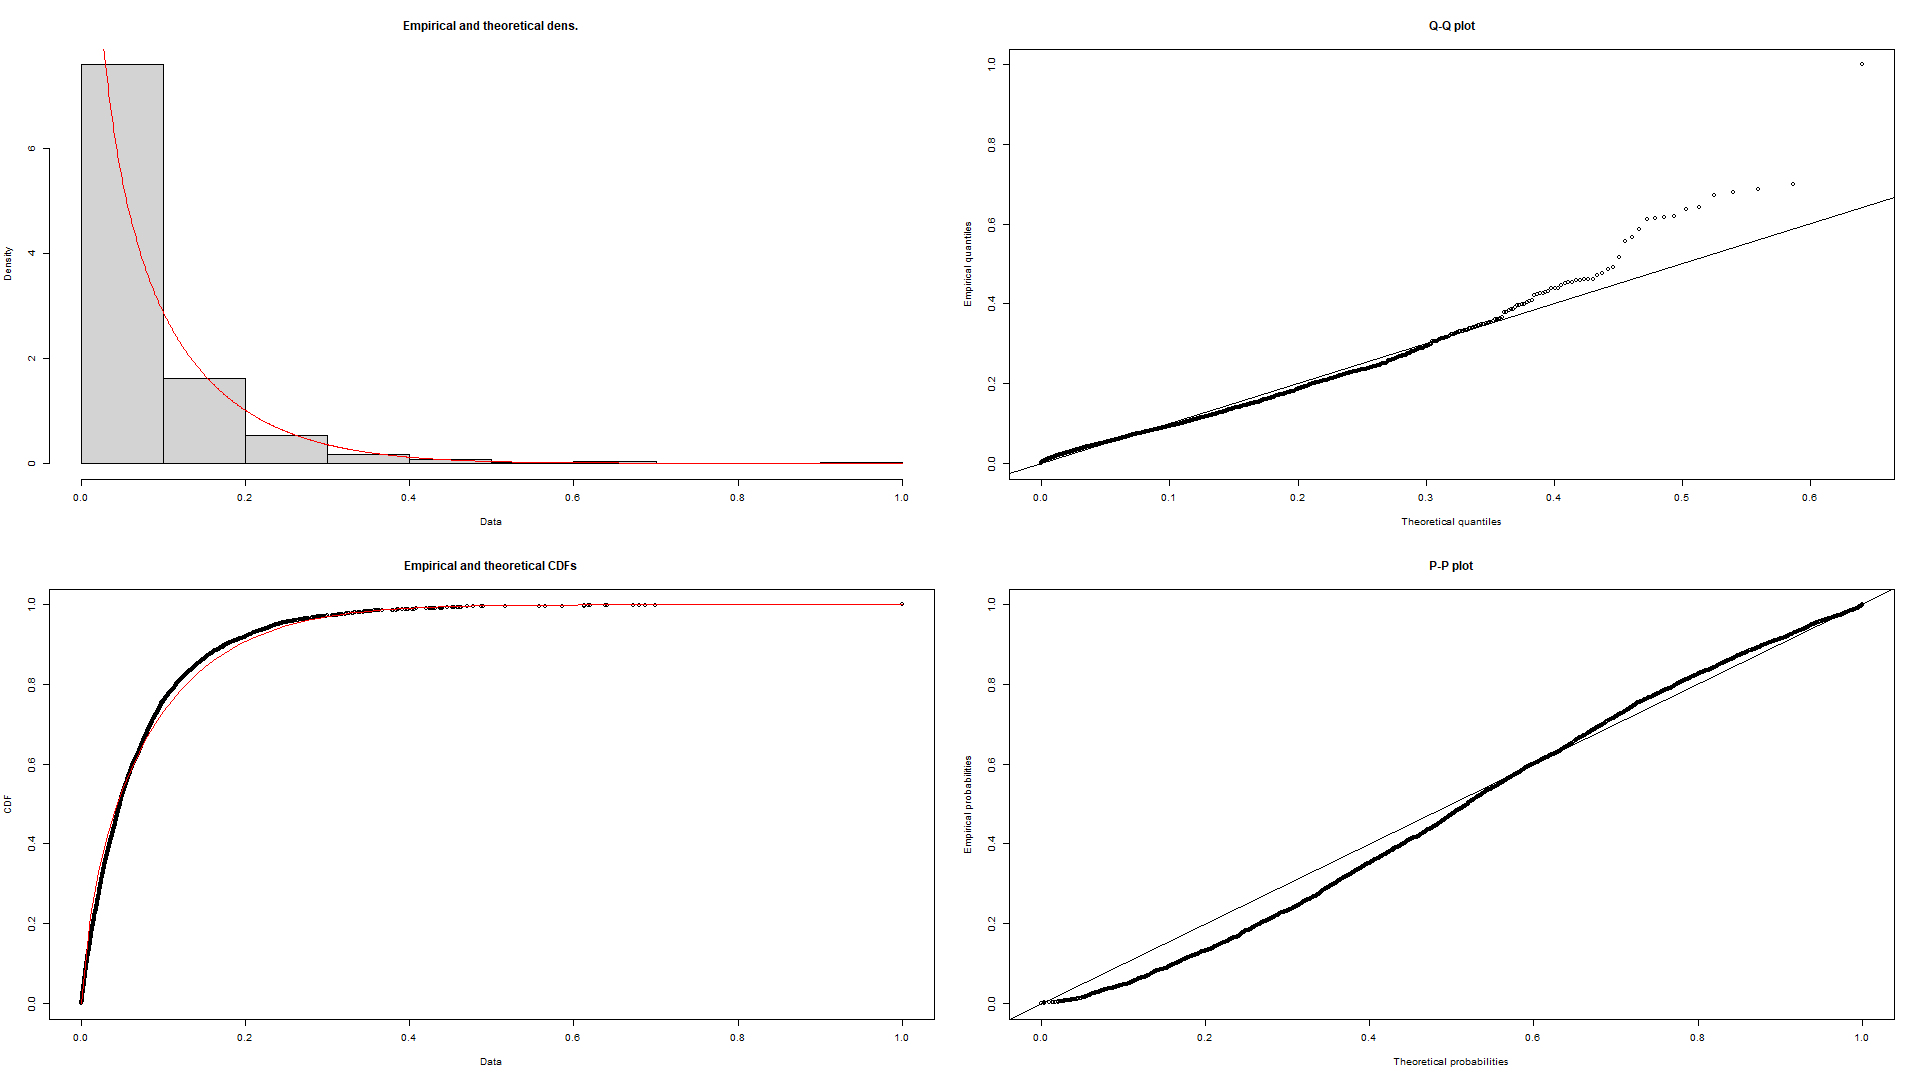 Empirical and theoretical dens.
Density
0 2 4 6
0.0 0.2 0.4 0.6 0.8 1.0
Data
Q-Q plot
Empirical quantiles
0.0 0.2 0.4 0.6 0.8 1.0
0.0 0.1 0.2 0.3 0.4 0.5 0.6
Theoretical quantiles
Empirical and theoretical CDFs
CDF
0.0 0.2 0.4 0.6 0.8 1.0
0.0 0.2 0.4 0.6 0.8 1.0
Data
P-P plot
Empirical probabilities
0.0 0.2 0.4 0.6 0.8 1.0
0.0 0.2 0.4 0.6 0.8 1.0
Theoretical probabilities